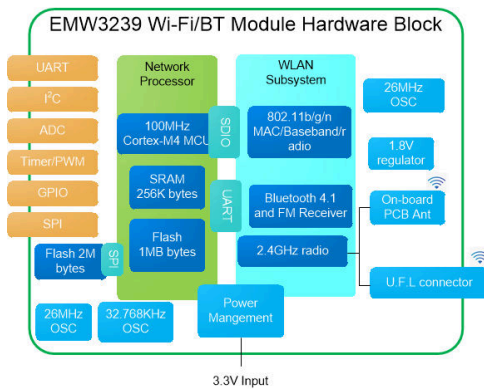 EMW3239 Wi-Fi/BT Module Hardware Block
UART
I²C
ADC
Timer/PWM
GPIO
SPI
Flash 2M
bytes
SPI
26MHz
OSC
32.768KHz
OSC
Network
Processor
100MHz
Cortex-M4 MCU
SRAM
256K bytes
Flash
1MB bytes
SDIO
UART
WLAN
Subsystem
802.11b/g/n
MAC/Baseband/r
adio
Bluetooth 4.1
and FM Receiver
2.4GHz radio
Power
Mangement
26MHz
OSC
1.8V
regulator
On-board
PCB Ant
U.F.L connector
3.3V Input